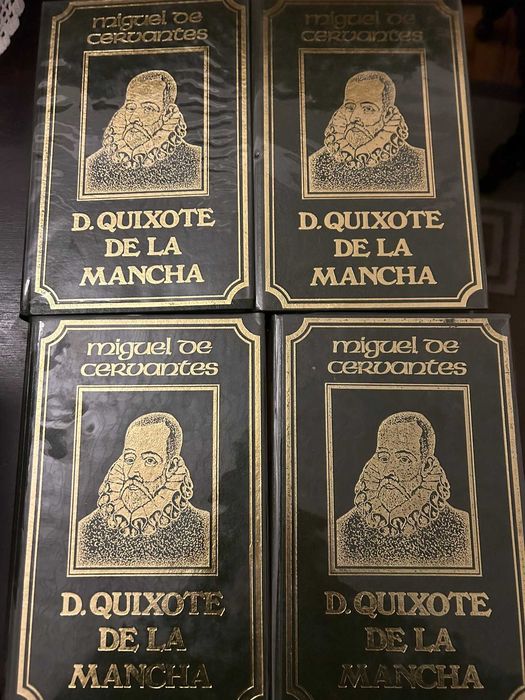 miguel de
cervantes
D. QUIXOTE
DE LA
MANCHA
miguel de
cervantes
D. QUIXOTE
DE LA
MANCHA
miguel de
cervantes
D. QUIXOTE
DE LA
MANCHA
miguel de
cervantes
D. QUIXOTE
DE LA
MANCHA